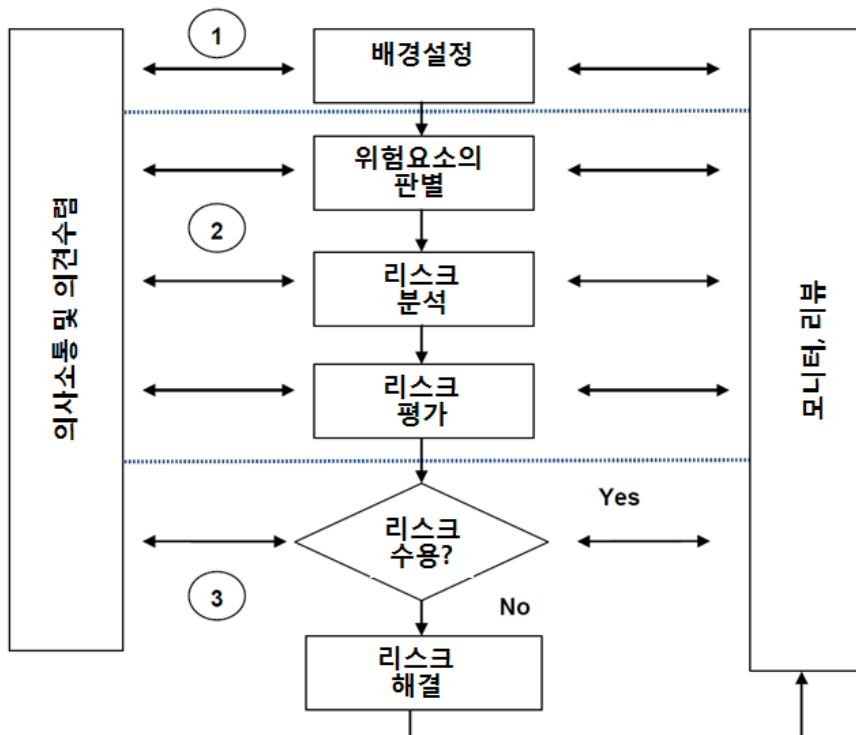 1
배경설정
위험요소의
판별
2
리스크
분석
리스크
평가
의사소통 및 의견수렴
모니터, 리뷰
Yes
리스크
수용?
3
No
리스크
해결